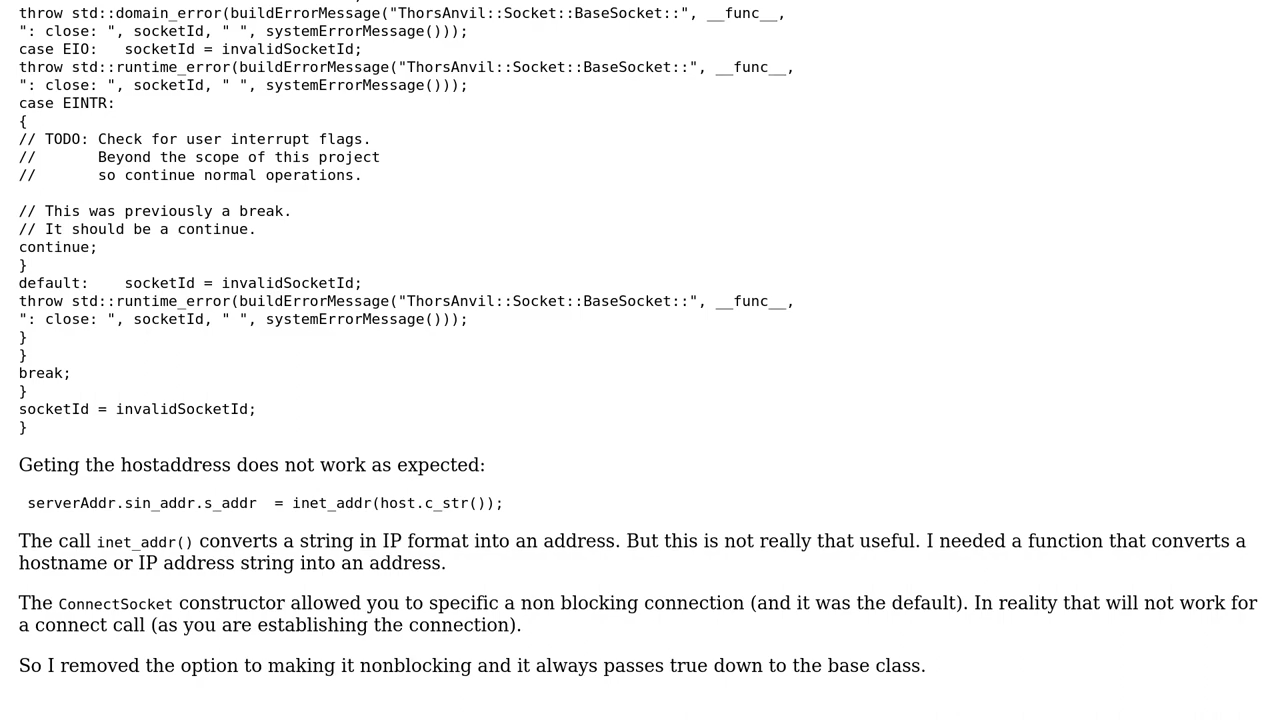 throw std::domain_error(buildErrorMessage("ThorsAnvil::Socket::BaseSocket::", __func__,
": close: ", socketId, " ", systemErrorMessage()));
case EIO:   socketId = invalidSocketId;
throw std::runtime_error(buildErrorMessage("ThorsAnvil::Socket::BaseSocket::", __func__,
": close: ", socketId, " ", systemErrorMessage()));
case EINTR:
{
// TODO: Check for user interrupt flags.
//       Beyond the scope of this project
//       so continue normal operations.

// This was previously a break.
// It should be a continue.
continue;
}
default:    socketId = invalidSocketId;
throw std::runtime_error(buildErrorMessage("ThorsAnvil::Socket::BaseSocket::", __func__,
": close: ", socketId, " ", systemErrorMessage()));
}
}
break;
}
socketId = invalidSocketId;
}
Geting the hostaddress does not work as expected:
serverAddr.sin_addr.s_addr  = inet_addr(host.c_str());
The call inet_addr() converts a string in IP format into an address. But this is not really that useful. I needed a function that converts a
hostname or IP address string into an address.
The ConnectSocket constructor allowed you to specific a non blocking connection (and it was the default). In reality that will not work for
a connect call (as you are establishing the connection).
So I removed the option to making it nonblocking and it always passes true down to the base class.